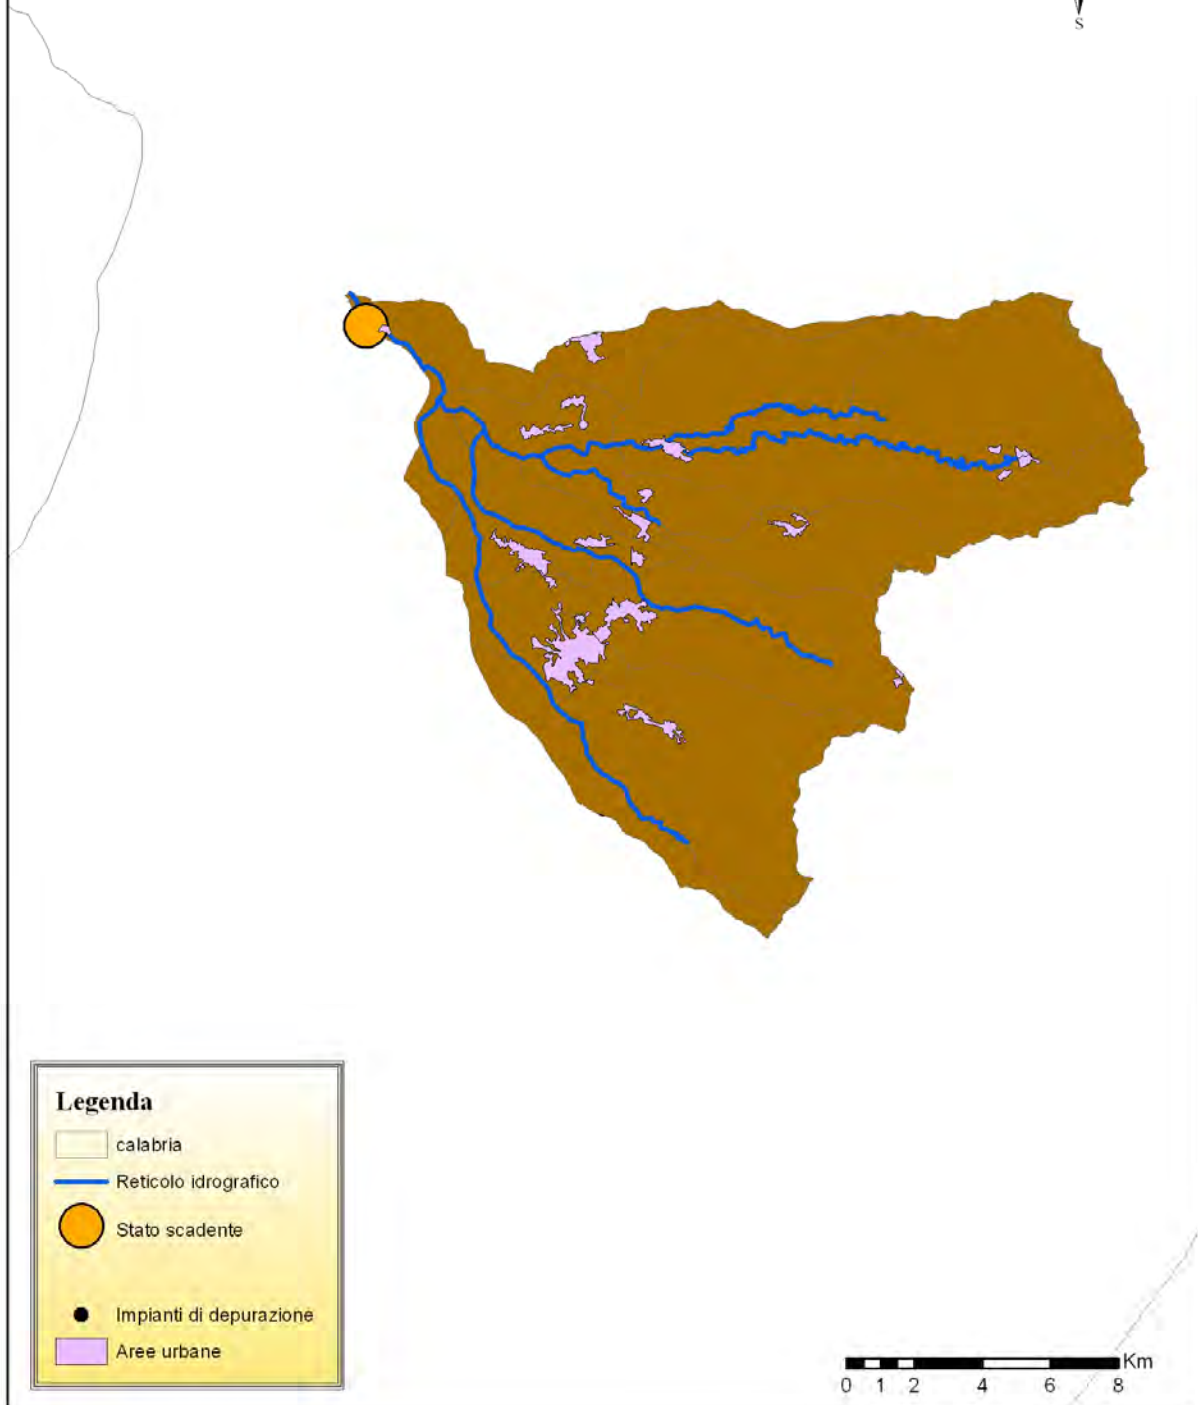 S
Legenda
calabria
Reticolo idrografico
Stato scadente
Impianti di depurazione
Aree urbane
Km
0 1 2 4 6 8